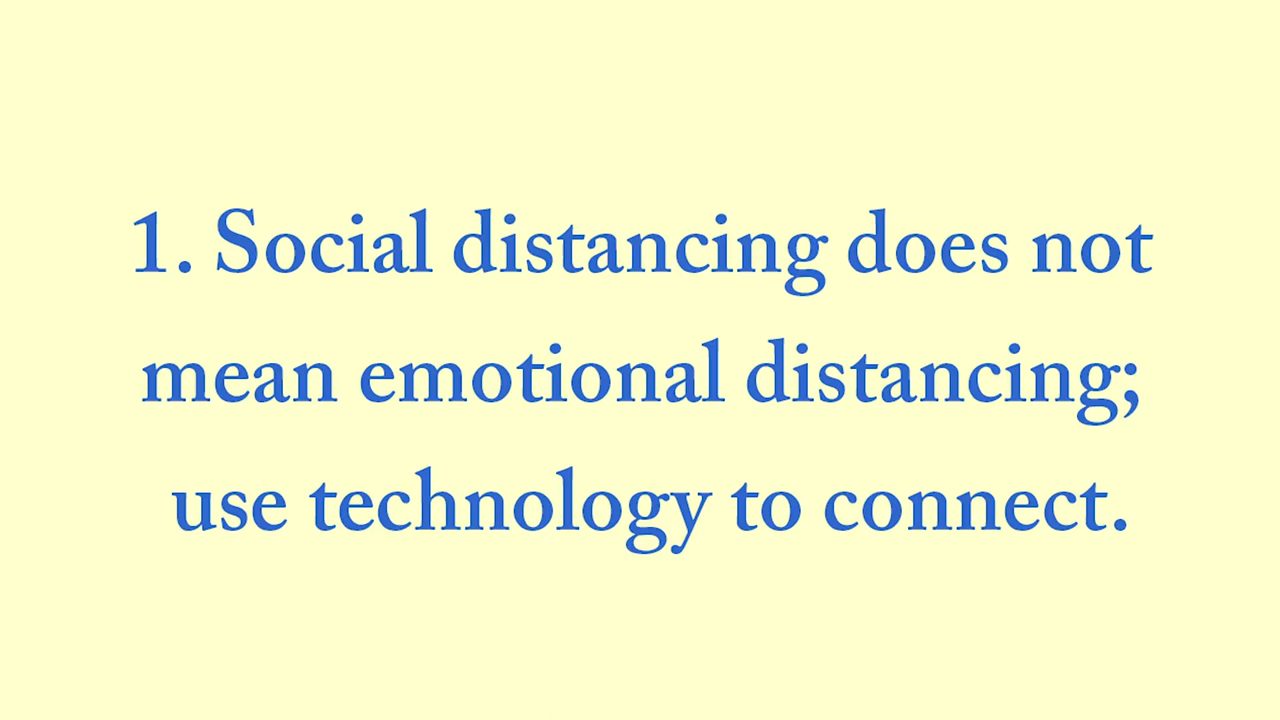 1. Social distancing does not
mean emotional distancing;
use technology to connect.